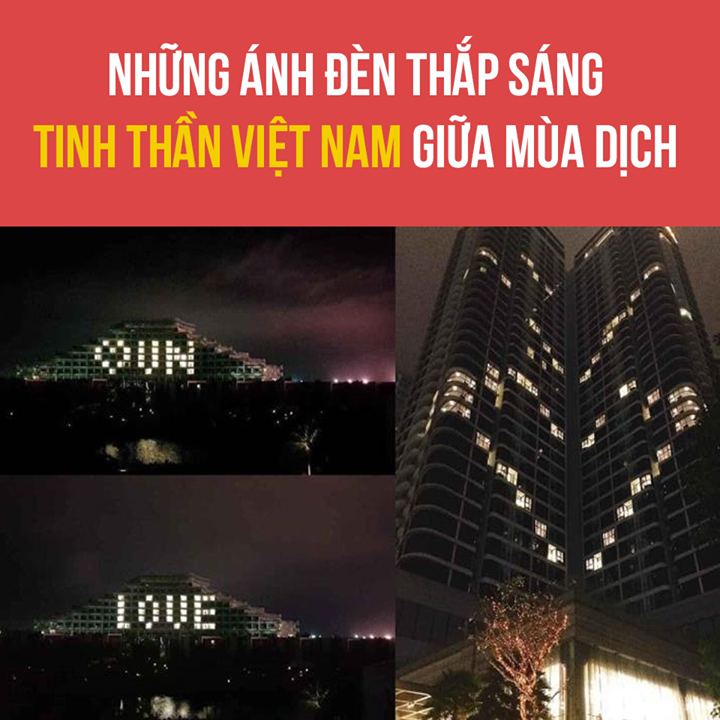 NHỮNG ÁNH ĐÈN THẮP SÁNG
TINH THẦN VIỆT NAM GIỮA MÙA DỊCH
LOVE